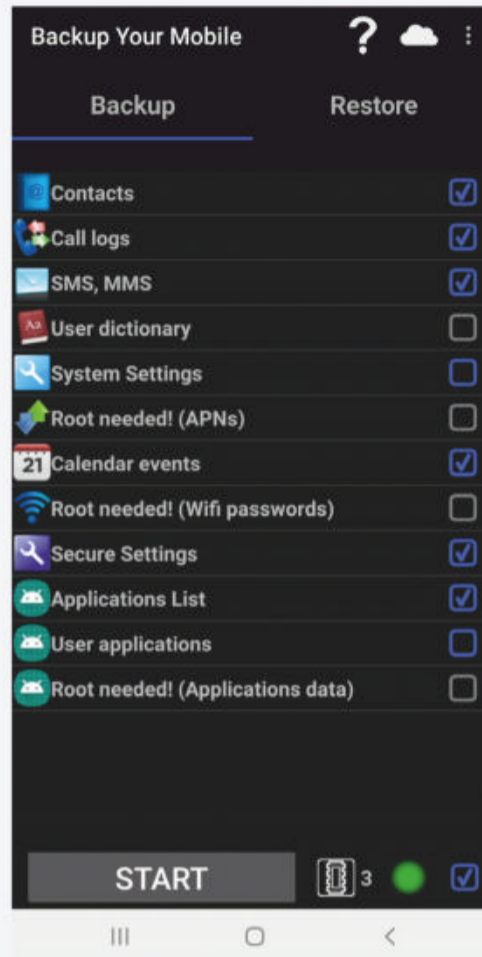 Backup Your Mobile ?
Backup Restore
@ Contacts
Call logs
SMS, MMS
Aa User dictionary
System Settings
Root needed! (APNs)
21 Calendar events
Root needed! (Wifi passwords)
Secure Settings
Applications List
User applications
Root needed! (Applications data)
START 3